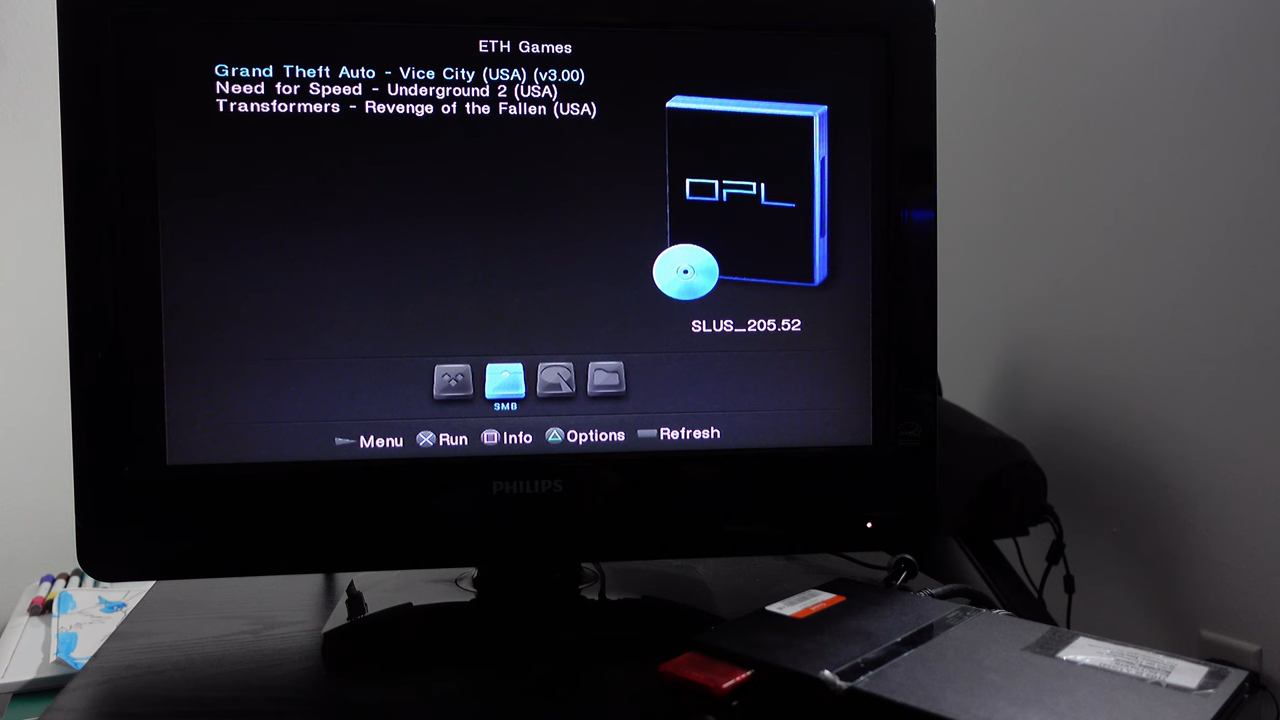 ETH Games
Grand Theft Auto - Vice City (USA) (v3.00)
Need for Speed - Underground 2 (USA)
Transformers - Revenge of the Fallen (USA)
OPL
SLUS_205.52
SMB
Menu Run Info Options Refresh
PHILIPS